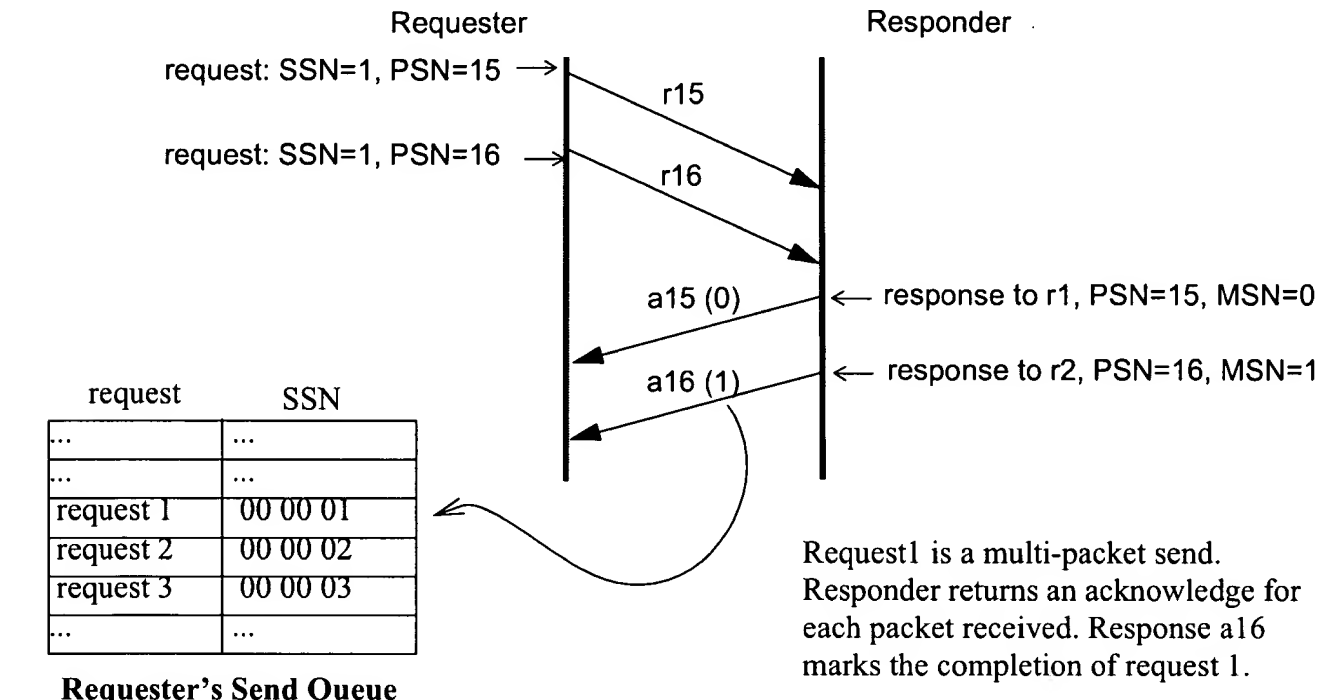 Requester
Responder
request: SSN=1, PSN=15
r15
request: SSN=1, PSN=16
r16
a15 (0)
response to r1, PSN=15, MSN=0
a16 (1)
response to r2, PSN=16, MSN=1
request SSN
... ...
... ...
request 1 00 00 01
request 2 00 00 02
request 3 00 00 03
... ...
Requester's Send Queue
Request1 is a multi-packet send.
Responder returns an acknowledge for
each packet received. Response a16
marks the completion of request 1.